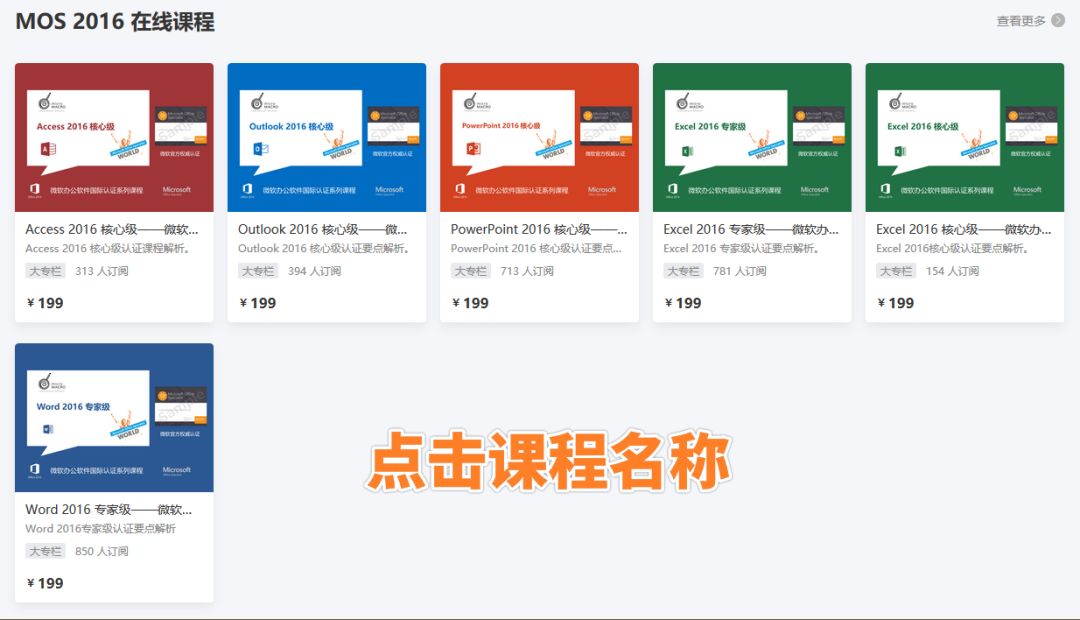 MOS 2016 在线课程
查看更多
Access 2016 核心级
微软官方权威认证
微软办公软件国际认证系列课程
Microsoft
Outlook 2016 核心级
微软官方权威认证
微软办公软件国际认证系列课程
Microsoft
PowerPoint 2016 核心级
微软官方权威认证
微软办公软件国际认证系列课程
Microsoft
Excel 2016 专家级
微软官方权威认证
微软办公软件国际认证系列课程
Microsoft
Excel 2016 核心级
微软官方权威认证
微软办公软件国际认证系列课程
Microsoft
Access 2016 核心级——微软...
Access 2016 核心级认证课程解析。
大专栏 313 人订阅
¥ 199
Outlook 2016 核心级——微软...
Outlook 2016 核心级认证要点解析。
大专栏 394 人订阅
¥ 199
PowerPoint 2016 核心级——...
PowerPoint 2016 核心级认证要点...
大专栏 713 人订阅
¥ 199
Excel 2016 专家级——微软办...
Excel 2016 专家级认证要点解析。
大专栏 781 人订阅
¥ 199
Excel 2016 核心级——微软办...
Excel 2016核心级认证要点解析。
大专栏 154 人订阅
¥ 199
Word 2016 专家级
WORLD
微软官方权威认证
微软办公软件国际认证系列课程
Microsoft
Word 2016 专家级——微软...
Word 2016专家级认证要点解析
大专栏 850 人订阅
¥ 199
点击课程名称